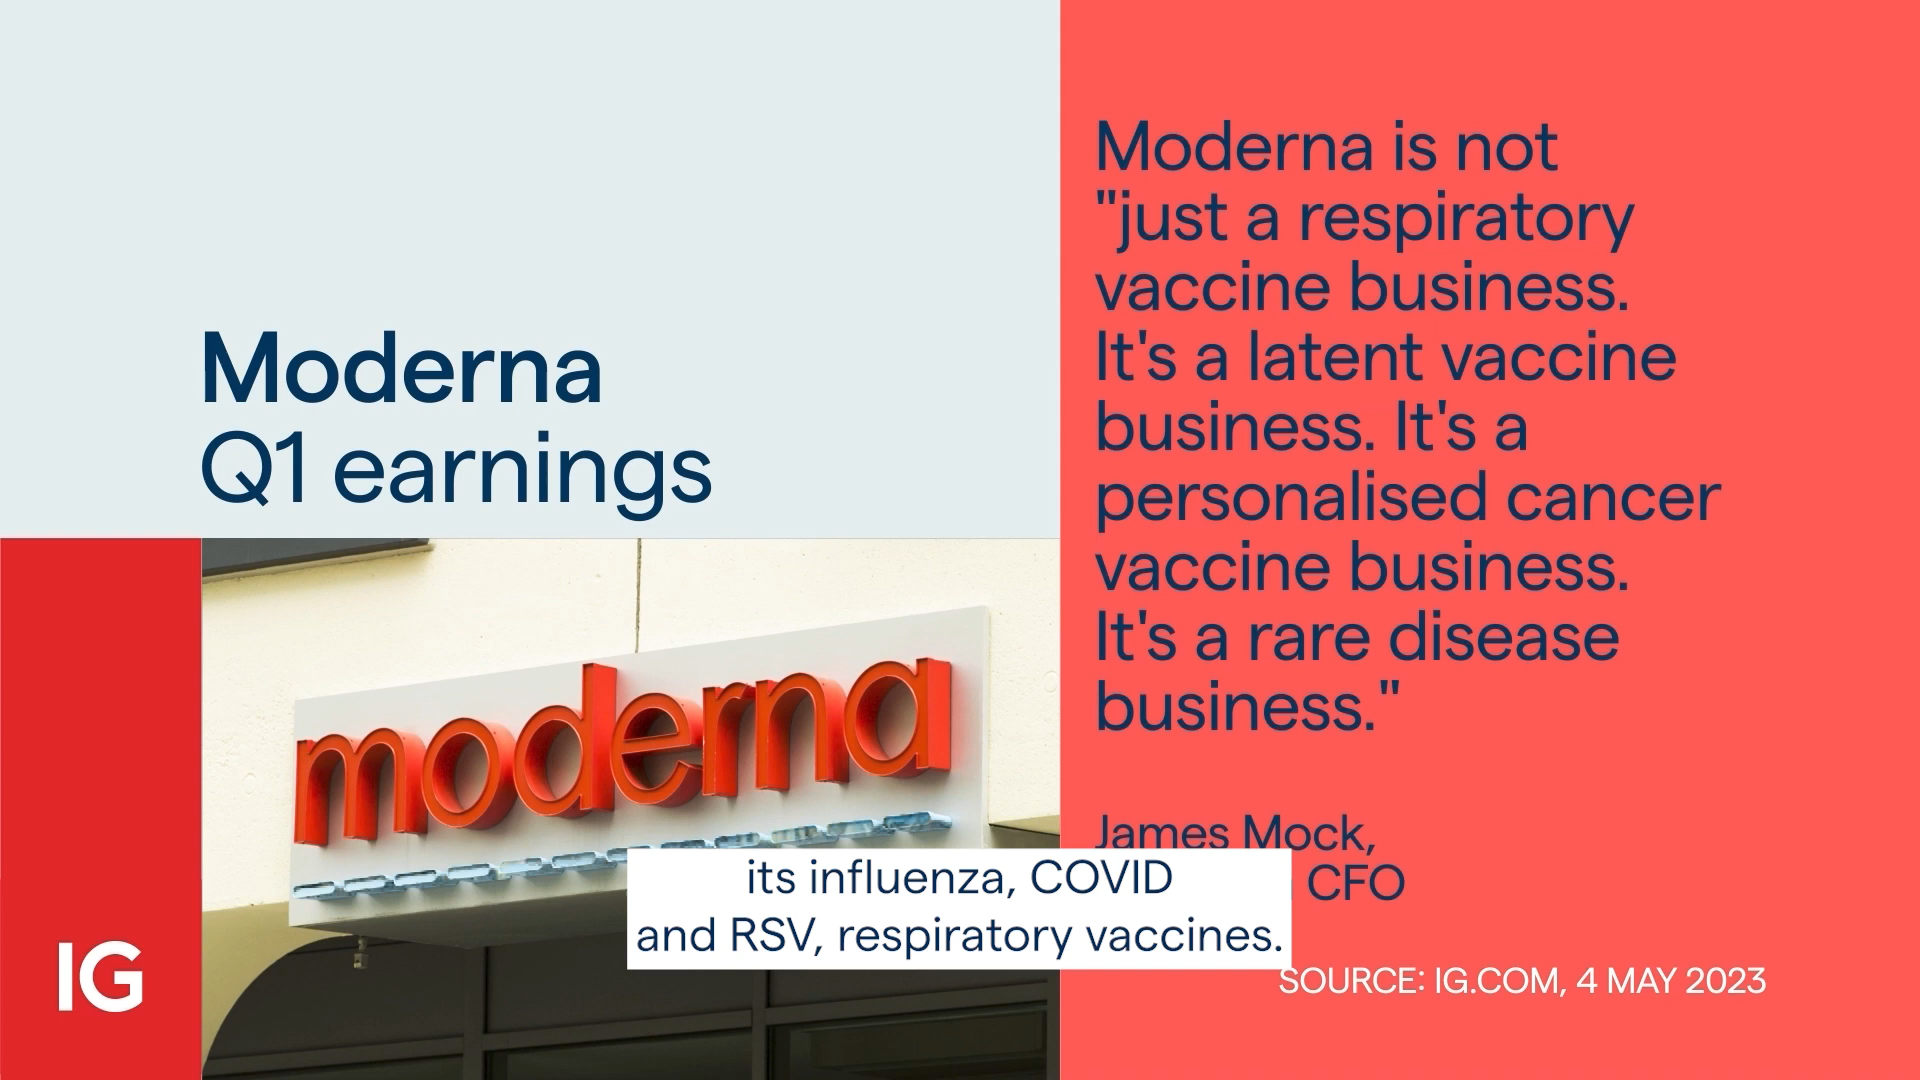 Moderna
Q1 earnings
moderna
IG
Moderna is not
"just a respiratory
vaccine business.
It's a latent vaccine
business. It's a
personalised cancer
vaccine business.
It's a rare disease
business."
James Mock,
CFO
its influenza, COVID
and RSV, respiratory vaccines.
SOURCE: IG.COM, 4 MAY 2023